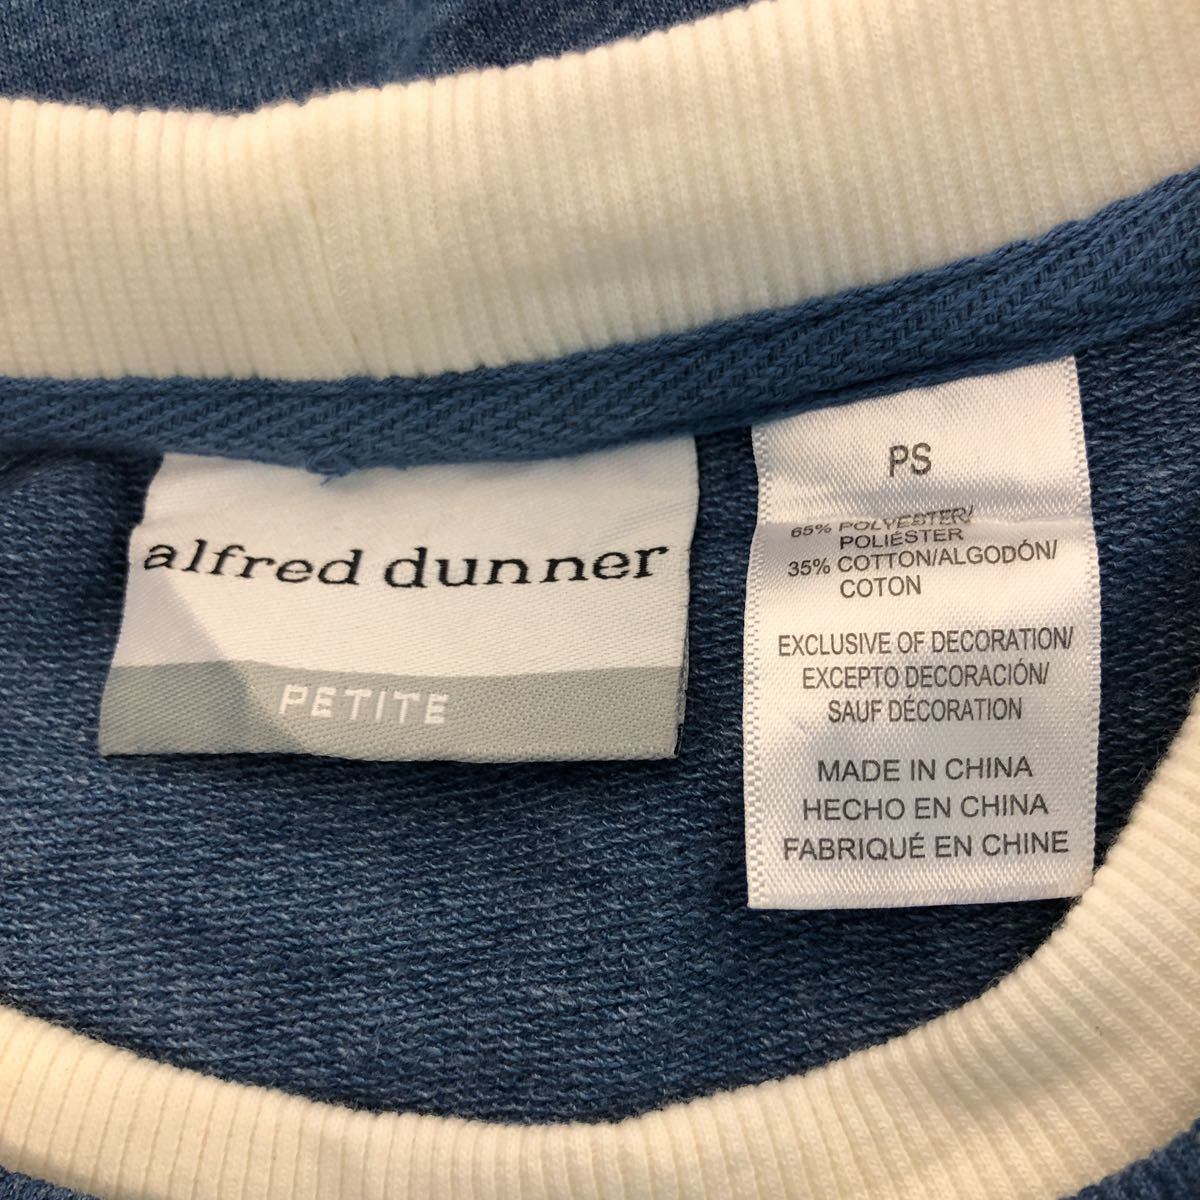 alfred dunner
PETITE
PS
65% POLYESTER/
POLIÉSTER
35% COTTON/ALGODÓN/
COTON
EXCLUSIVE OF DECORATION/
EXCEPTO DECORACIÓN/
SAUF DÉCORATION
MADE IN CHINA
HECHO EN CHINA
FABRIQUÉ EN CHINE